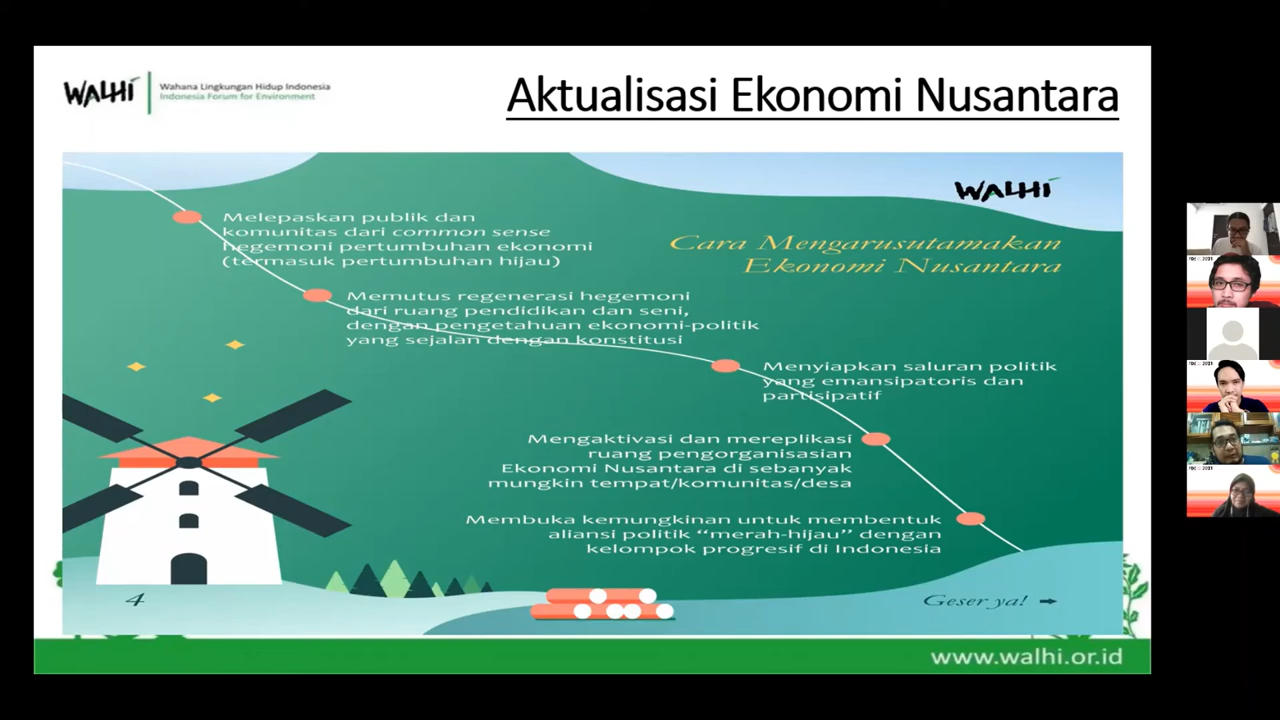 WALHI
Wahana Lingkungan Hidup Indonesia
Indonesia Forum for Environment
Aktualisasi Ekonomi Nusantara
WALHI
Cara Mengarusutamakan
Ekonomi Nusantara
Melepaskan publik dan
komunitas dari common sense
hegemoni pertumbuhan ekonomi
(termasuk pertumbuhan hijau)
Memutus regenerasi hegemoni
dari ruang pendidikan dan seni,
dengan pengetahuan ekonomi-politik
yang sejalan dengan konstitusi
Menyiapkan saluran politik
yang emansipatoris dan
partisipatif
Mengaktivasi dan mereplikasi
ruang pengorganisasian
Ekonomi Nusantara di sebanyak
mungkin tempat/komunitas/desa
Membuka kemungkinan untuk membentuk
aliansi politik “merah-hijau” dengan
kelompok progresif di Indonesia
4
Geser ya!
www.walhi.or.id